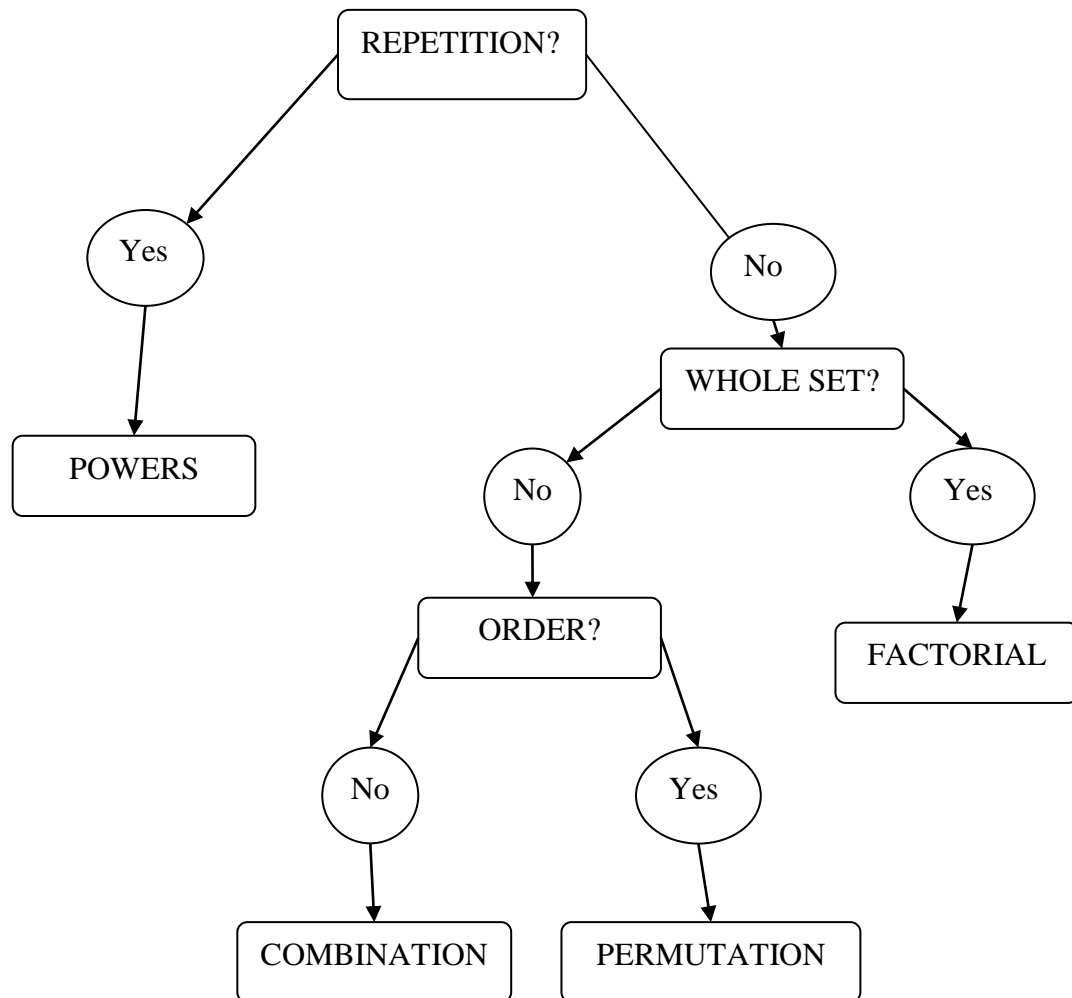 REPETITION?
Yes
No
WHOLE SET?
POWERS
No
Yes
ORDER?
FACTORIAL
No
Yes
COMBINATION
PERMUTATION